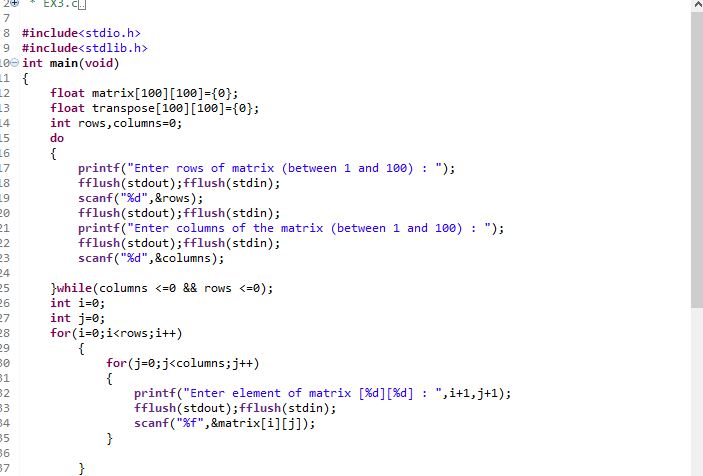 2 * EX3.c
7
8 #include<stdio.h>
9 #include<stdlib.h>
10 int main(void)
11 {
12     float matrix[100][100]={0};
13     float transpose[100][100]={0};
14     int rows,columns=0;
15     do
16     {
17         printf("Enter rows of matrix (between 1 and 100) : ");
18         fflush(stdout);fflush(stdin);
19         scanf("%d",&rows);
20         fflush(stdout);fflush(stdin);
21         printf("Enter columns of the matrix (between 1 and 100) : ");
22         fflush(stdout);fflush(stdin);
23         scanf("%d",&columns);
24
25     }while(columns <=0 && rows <=0);
26     int i=0;
27     int j=0;
28     for(i=0;i<rows;i++)
29         {
30             for(j=0;j<columns;j++)
31             {
32                 printf("Enter element of matrix [%d][%d] : ",i+1,j+1);
33                 fflush(stdout);fflush(stdin);
34                 scanf("%f",&matrix[i][j]);
35             }
36
37         }